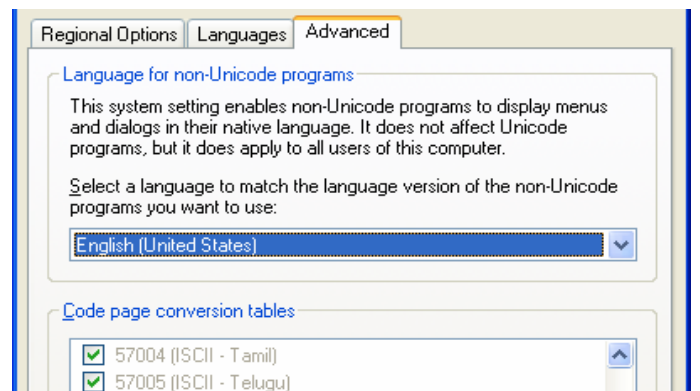 Regional Options Languages Advanced
Language for non-Unicode programs
This system setting enables non-Unicode programs to display menus
and dialogs in their native language. It does not affect Unicode
programs, but it does apply to all users of this computer.
Select a language to match the language version of the non-Unicode
programs you want to use:
English (United States)
Code page conversion tables
57004 (ISCII - Tamil)
57005 (ISCII - Telugu)